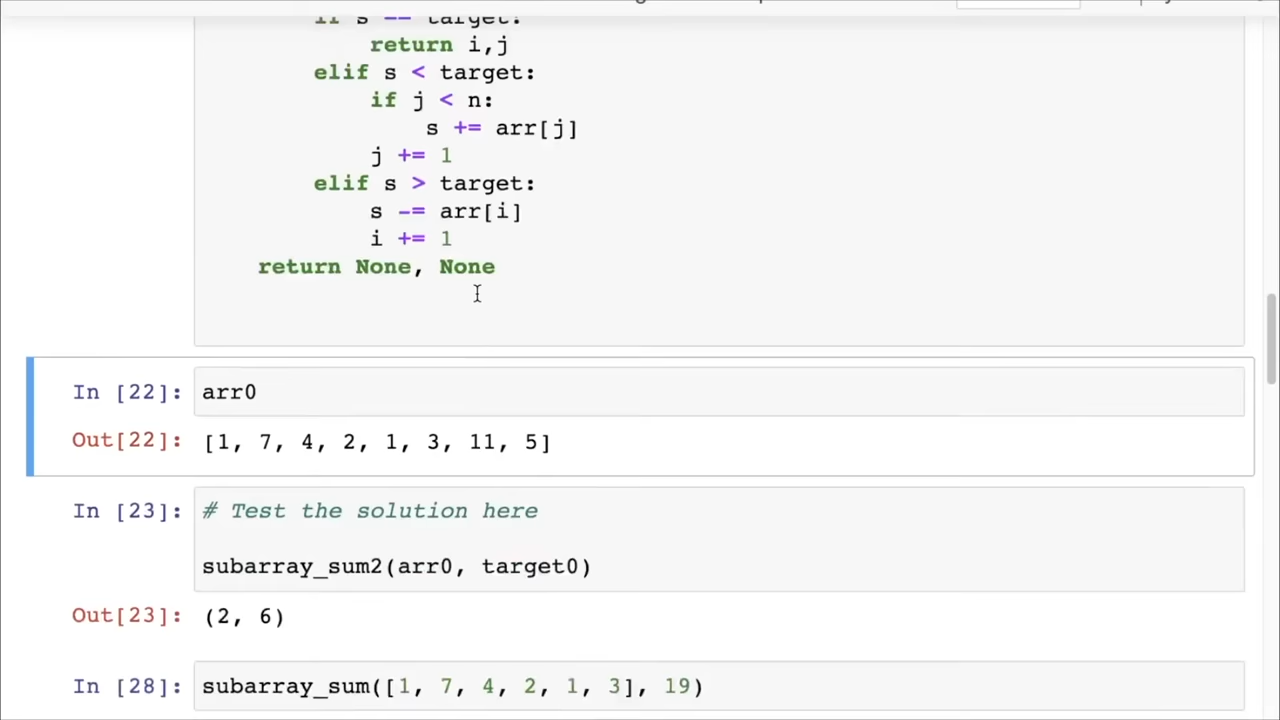 if s == target:
return i,j
elif s < target:
if j < n:
s += arr[j]
j += 1
elif s > target:
s -= arr[i]
i += 1
return None, None
In [22]: arr0
Out[22]: [1, 7, 4, 2, 1, 3, 11, 5]
In [23]: # Test the solution here
subarray_sum2(arr0, target0)
Out[23]: (2, 6)
In [28]: subarray_sum([1, 7, 4, 2, 1, 3], 19)